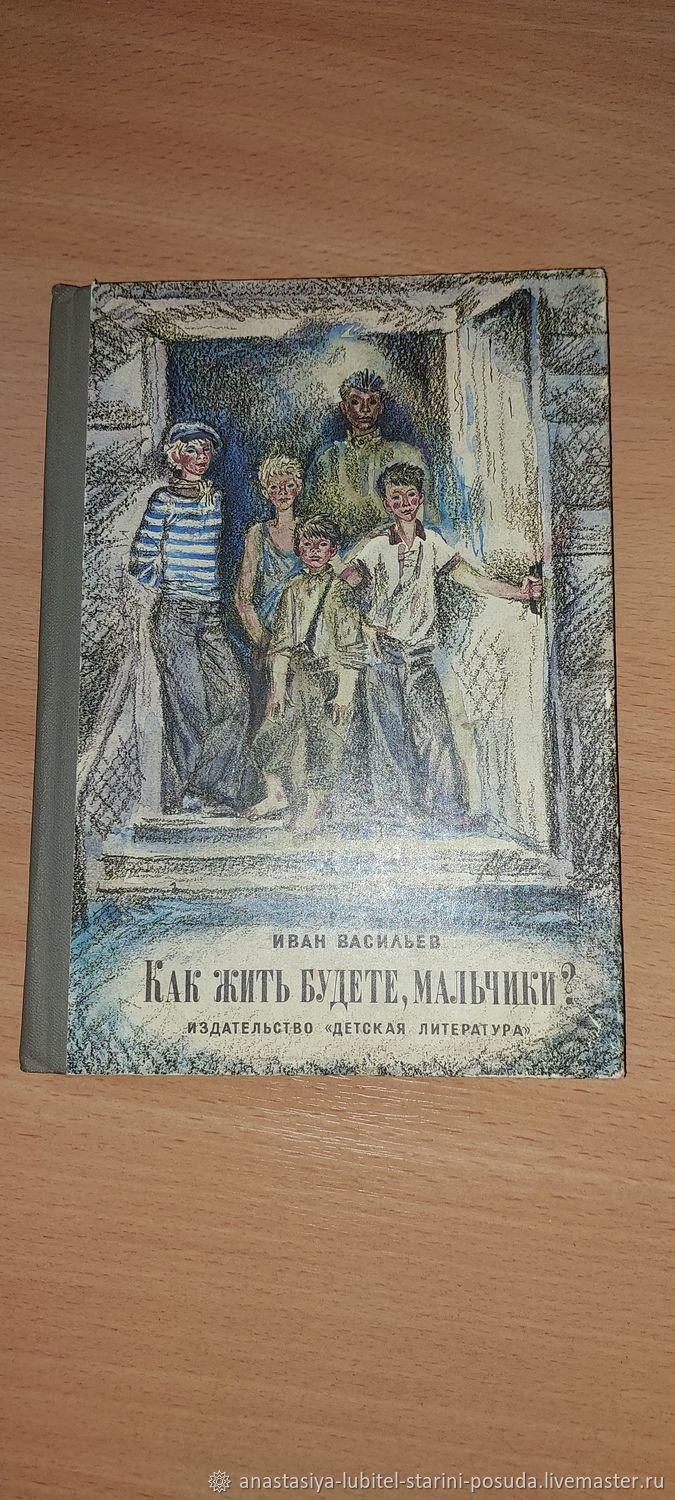 ИВАН ВАСИЛЬЕВ
КАК ЖИТЬ БУДЕТЕ, МАЛЬЧИКИ?
ИЗДАТЕЛЬСТВО «ДЕТСКАЯ ЛИТЕРАТУРА»
anastasiya-lubitel-starini-posuda.livemaster.ru